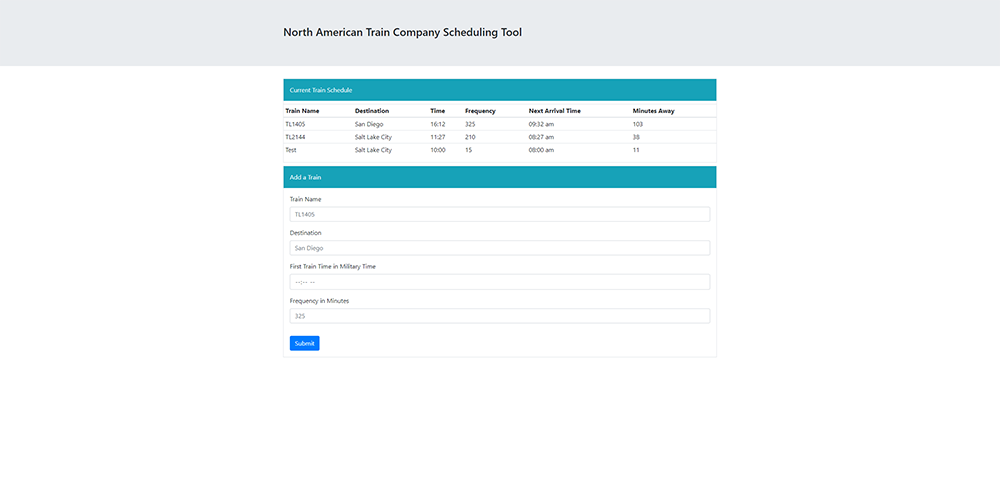 North American Train Company Scheduling Tool
Current Train Schedule
Train Name Destination Time Frequency Next Arrival Time Minutes Away
TL1405 San Diego 16:12 325 09:32 am 103
TL2144 Salt Lake City 11:27 210 08:27 am 38
Test Salt Lake City 10:00 15 08:00 am 11
Add a Train
Train Name
TL1405
Destination
San Diego
First Train Time in Military Time
--:-- --
Frequency in Minutes
325
Submit